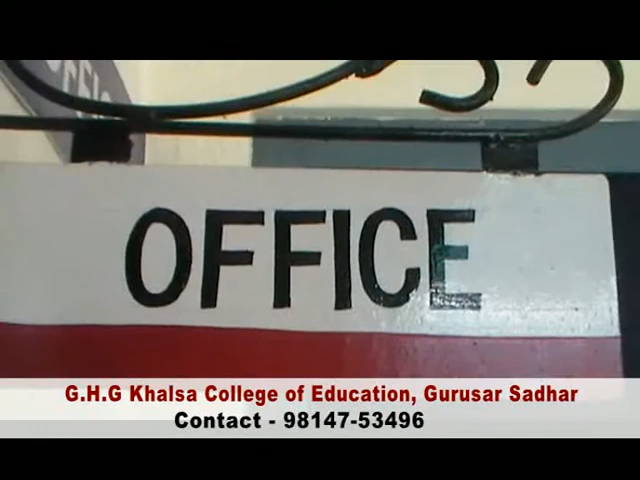 OFFICE
G.H.G Khalsa College of Education, Gurusar Sadhar
Contact - 98147-53496